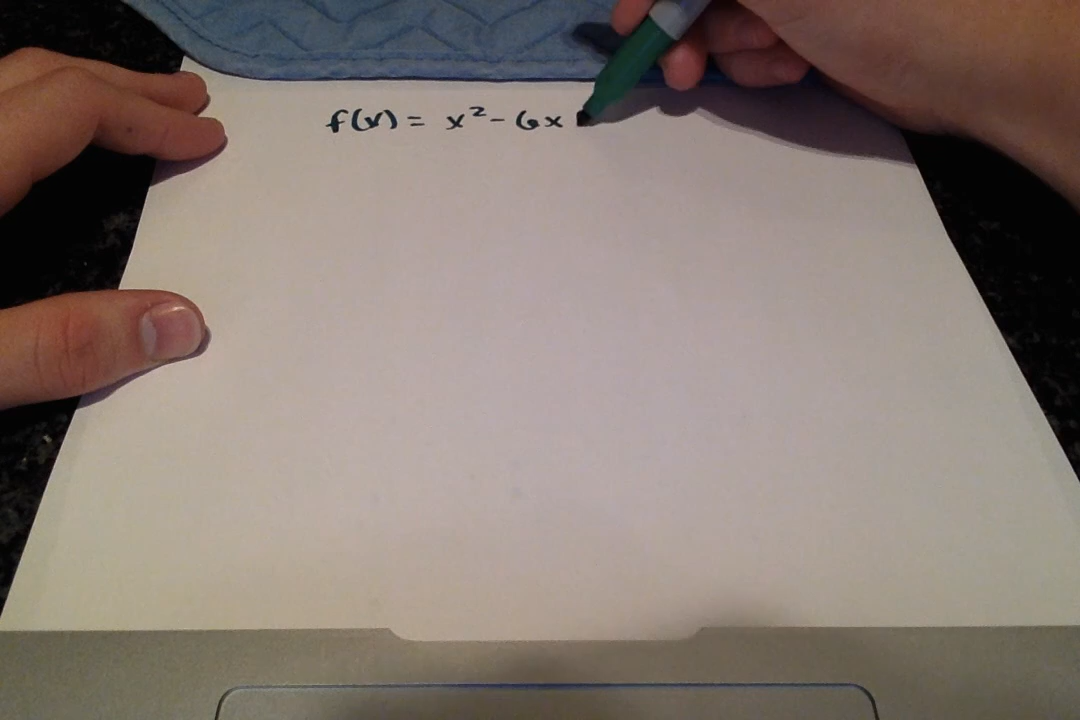 f(x) = x² - 6x